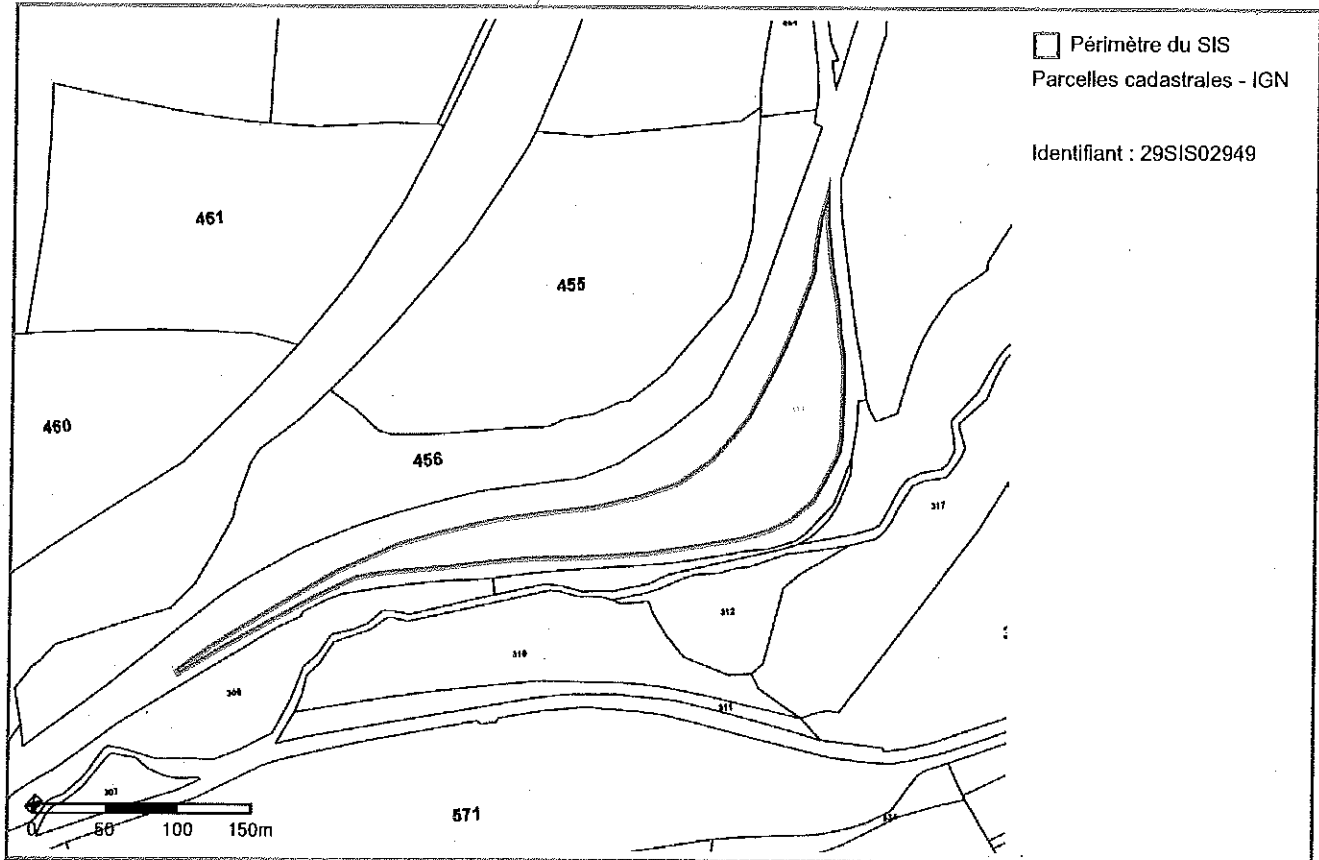 Périmètre du SIS
Parcelles cadastrales - IGN
Identifiant : 29SIS02949
461
455
460
456
317
312
310
308
311
307
571
0 50 100 150m